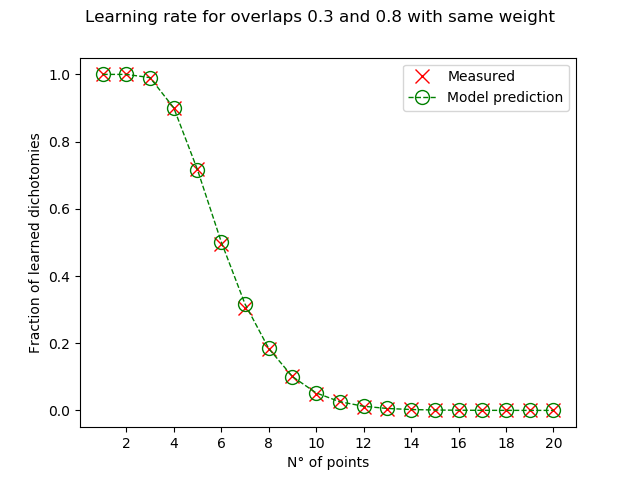 Learning rate for overlaps 0.3 and 0.8 with same weight
Measured
Model prediction
1.0
0.8
0.6
0.4
0.2
0.0
Fraction of learned dichotomies
2 4 6 8 10 12 14 16 18 20
N° of points